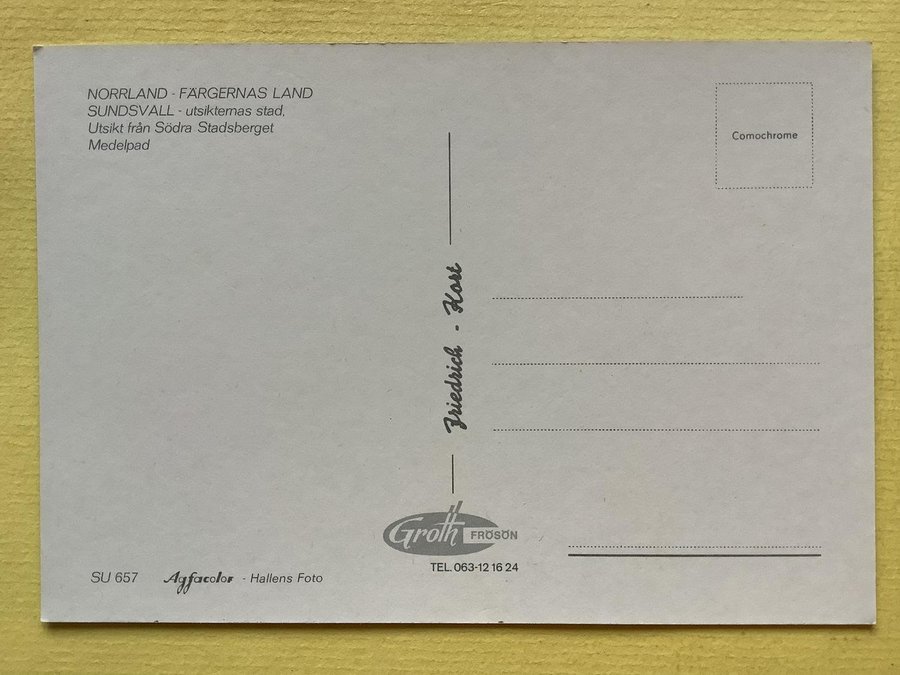 NORRLAND - FÄRGERNAS LAND
SUNDSVALL - utsikternas stad,
Utsikt från Södra Stadsberget
Medelpad
Comochrome
Friedrich - Kort
Groth FRÖSÖN
TEL. 063-12 16 24
SU 657 Agfacolor - Hallens Foto